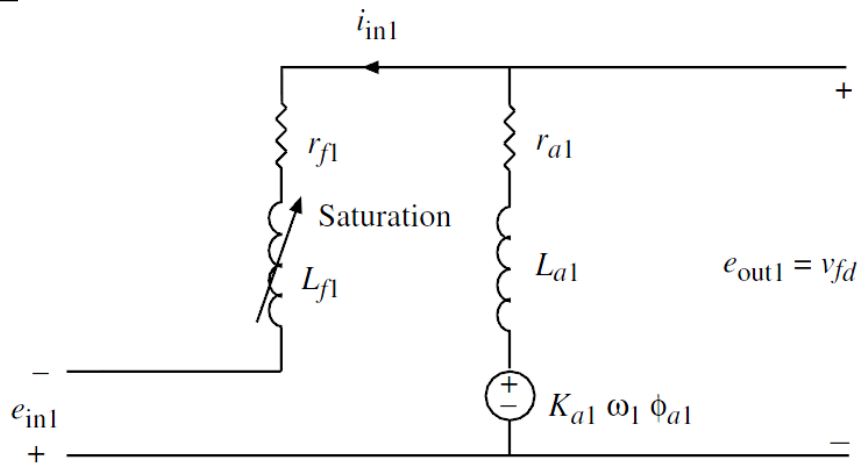 i_in1
+
r_f1
r_a1
Saturation
L_f1
L_a1
e_out1 = v_fd
−
e_in1
+
+
−
K_a1 ω_1 ϕ_a1
−